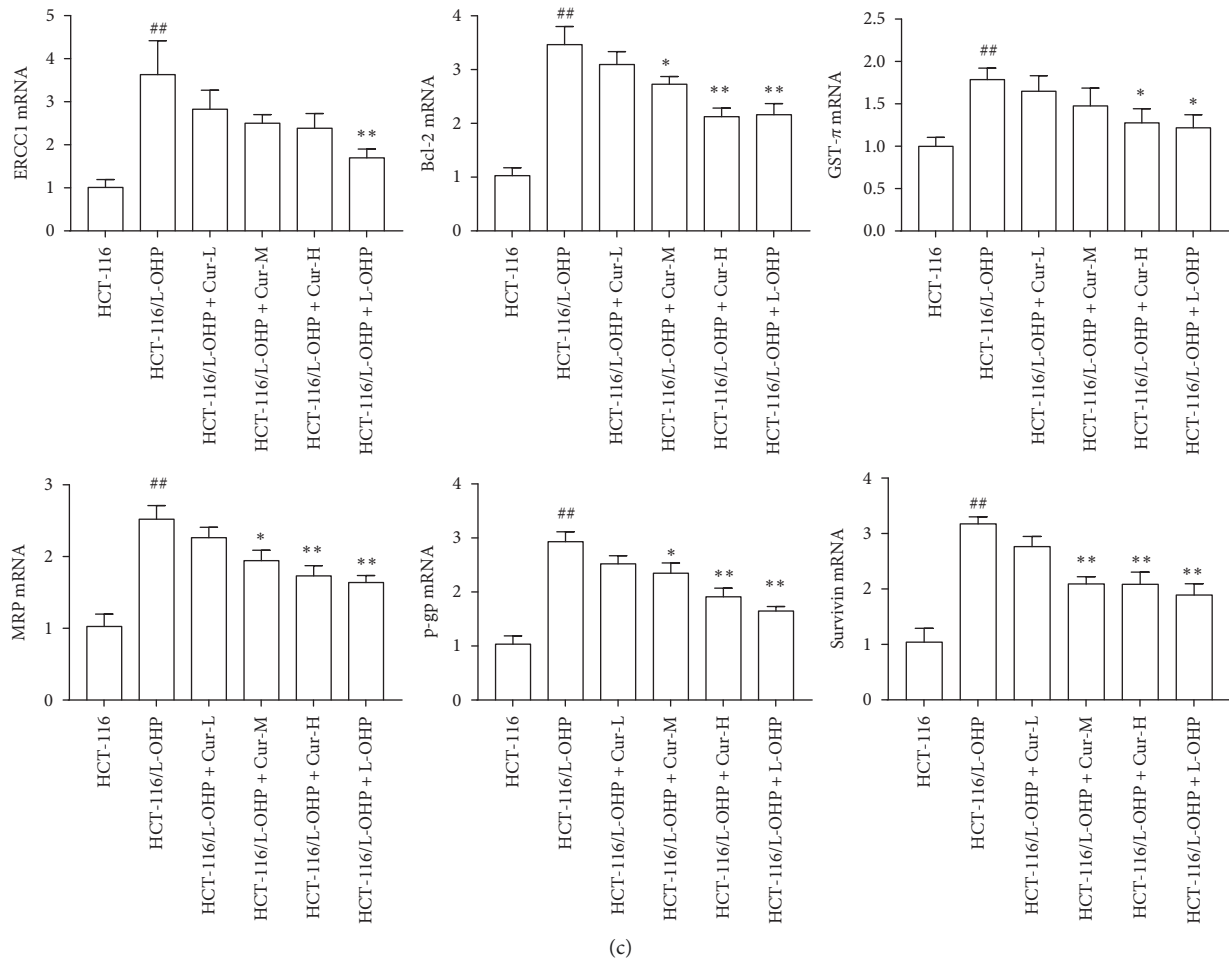 ERCC1 mRNA
5
4
3
2
1
0
##
**
HCT-116
HCT-116/L-OHP
HCT-116/L-OHP + Cur-L
HCT-116/L-OHP + Cur-M
HCT-116/L-OHP + Cur-H
HCT-116/L-OHP + L-OHP
Bcl-2 mRNA
4
3
2
1
0
##
*
**
**
HCT-116
HCT-116/L-OHP
HCT-116/L-OHP + Cur-L
HCT-116/L-OHP + Cur-M
HCT-116/L-OHP + Cur-H
HCT-116/L-OHP + L-OHP
GST-π mRNA
2.5
2.0
1.5
1.0
0.5
0.0
##
*
*
HCT-116
HCT-116/L-OHP
HCT-116/L-OHP + Cur-L
HCT-116/L-OHP + Cur-M
HCT-116/L-OHP + Cur-H
HCT-116/L-OHP + L-OHP
MRP mRNA
3
2
1
0
##
*
**
**
HCT-116
HCT-116/L-OHP
HCT-116/L-OHP + Cur-L
HCT-116/L-OHP + Cur-M
HCT-116/L-OHP + Cur-H
HCT-116/L-OHP + L-OHP
p-gp mRNA
4
3
2
1
0
##
*
**
**
HCT-116
HCT-116/L-OHP
HCT-116/L-OHP + Cur-L
HCT-116/L-OHP + Cur-M
HCT-116/L-OHP + Cur-H
HCT-116/L-OHP + L-OHP
Survivin mRNA
4
3
2
1
0
##
**
**
**
HCT-116
HCT-116/L-OHP
HCT-116/L-OHP + Cur-L
HCT-116/L-OHP + Cur-M
HCT-116/L-OHP + Cur-H
HCT-116/L-OHP + L-OHP
(c)